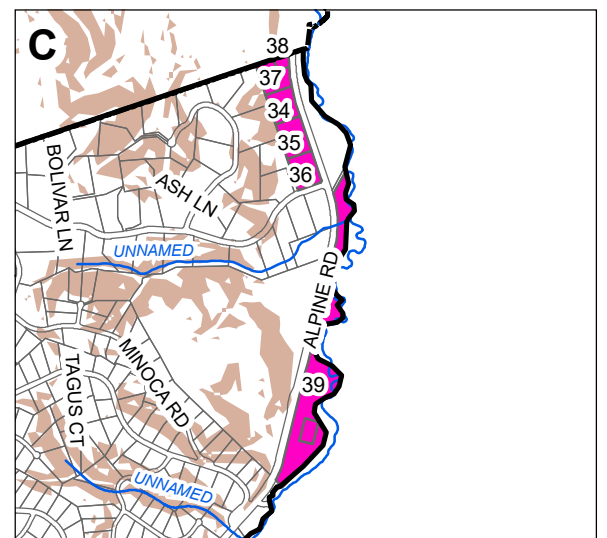 C
38
37
34
35
36
BOLIVAR LN
ASH LN
UNNAMED
ALPINE RD
MINOCA RD
TAGUS CT
39
UNNAMED